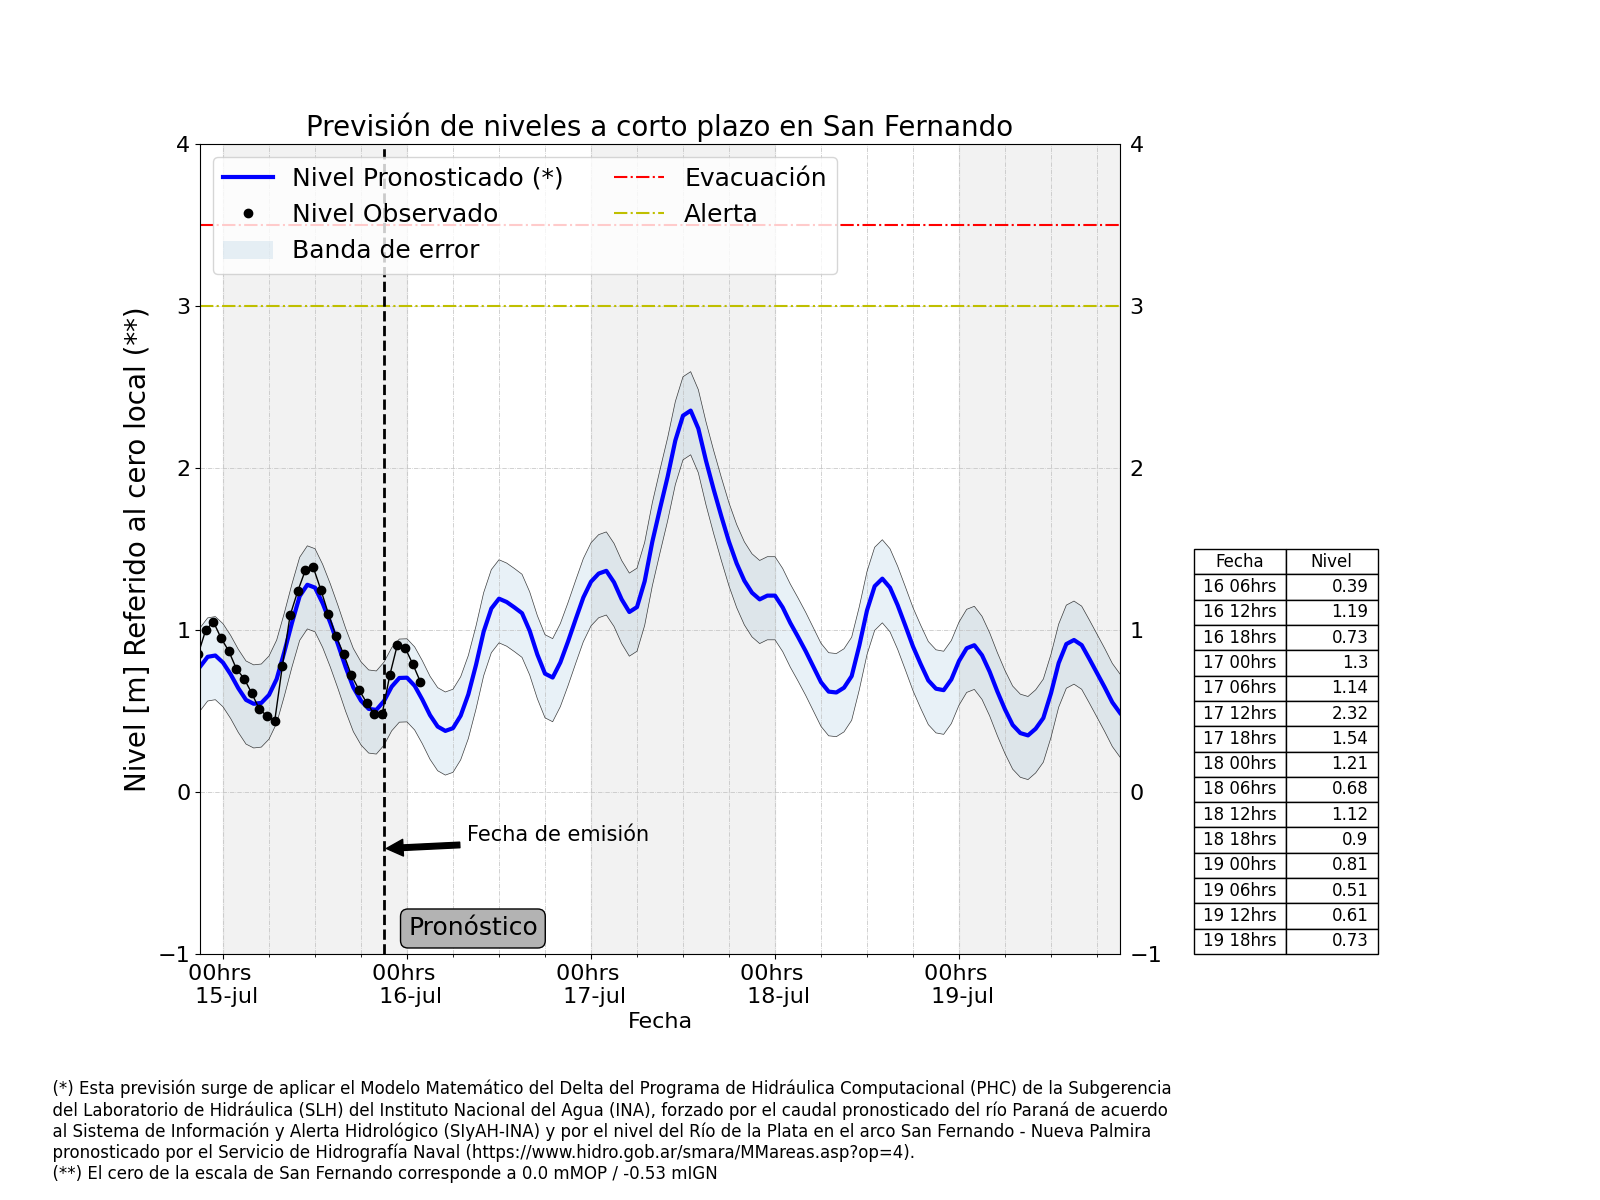 Previsión de niveles a corto plazo en San Fernando
Nivel Pronosticado (*)
Nivel Observado
Banda de error
Evacuación
Alerta
4
3
2
1
0
−1
4
3
2
1
0
−1
Nivel [m] Referido al cero local (**)
Fecha de emisión
Pronóstico
00hrs
15-jul
00hrs
16-jul
00hrs
17-jul
00hrs
18-jul
00hrs
19-jul
Fecha
Fecha Nivel
16 06hrs 0.39
16 12hrs 1.19
16 18hrs 0.73
17 00hrs 1.3
17 06hrs 1.14
17 12hrs 2.32
17 18hrs 1.54
18 00hrs 1.21
18 06hrs 0.68
18 12hrs 1.12
18 18hrs 0.9
19 00hrs 0.81
19 06hrs 0.51
19 12hrs 0.61
19 18hrs 0.73
(*) Esta previsión surge de aplicar el Modelo Matemático del Delta del Programa de Hidráulica Computacional (PHC) de la Subgerencia
del Laboratorio de Hidráulica (SLH) del Instituto Nacional del Agua (INA), forzado por el caudal pronosticado del río Paraná de acuerdo
al Sistema de Información y Alerta Hidrológico (SIyAH-INA) y por el nivel del Río de la Plata en el arco San Fernando - Nueva Palmira
pronosticado por el Servicio de Hidrografía Naval (https://www.hidro.gob.ar/smara/MMareas.asp?op=4).
(**) El cero de la escala de San Fernando corresponde a 0.0 mMOP / -0.53 mIGN